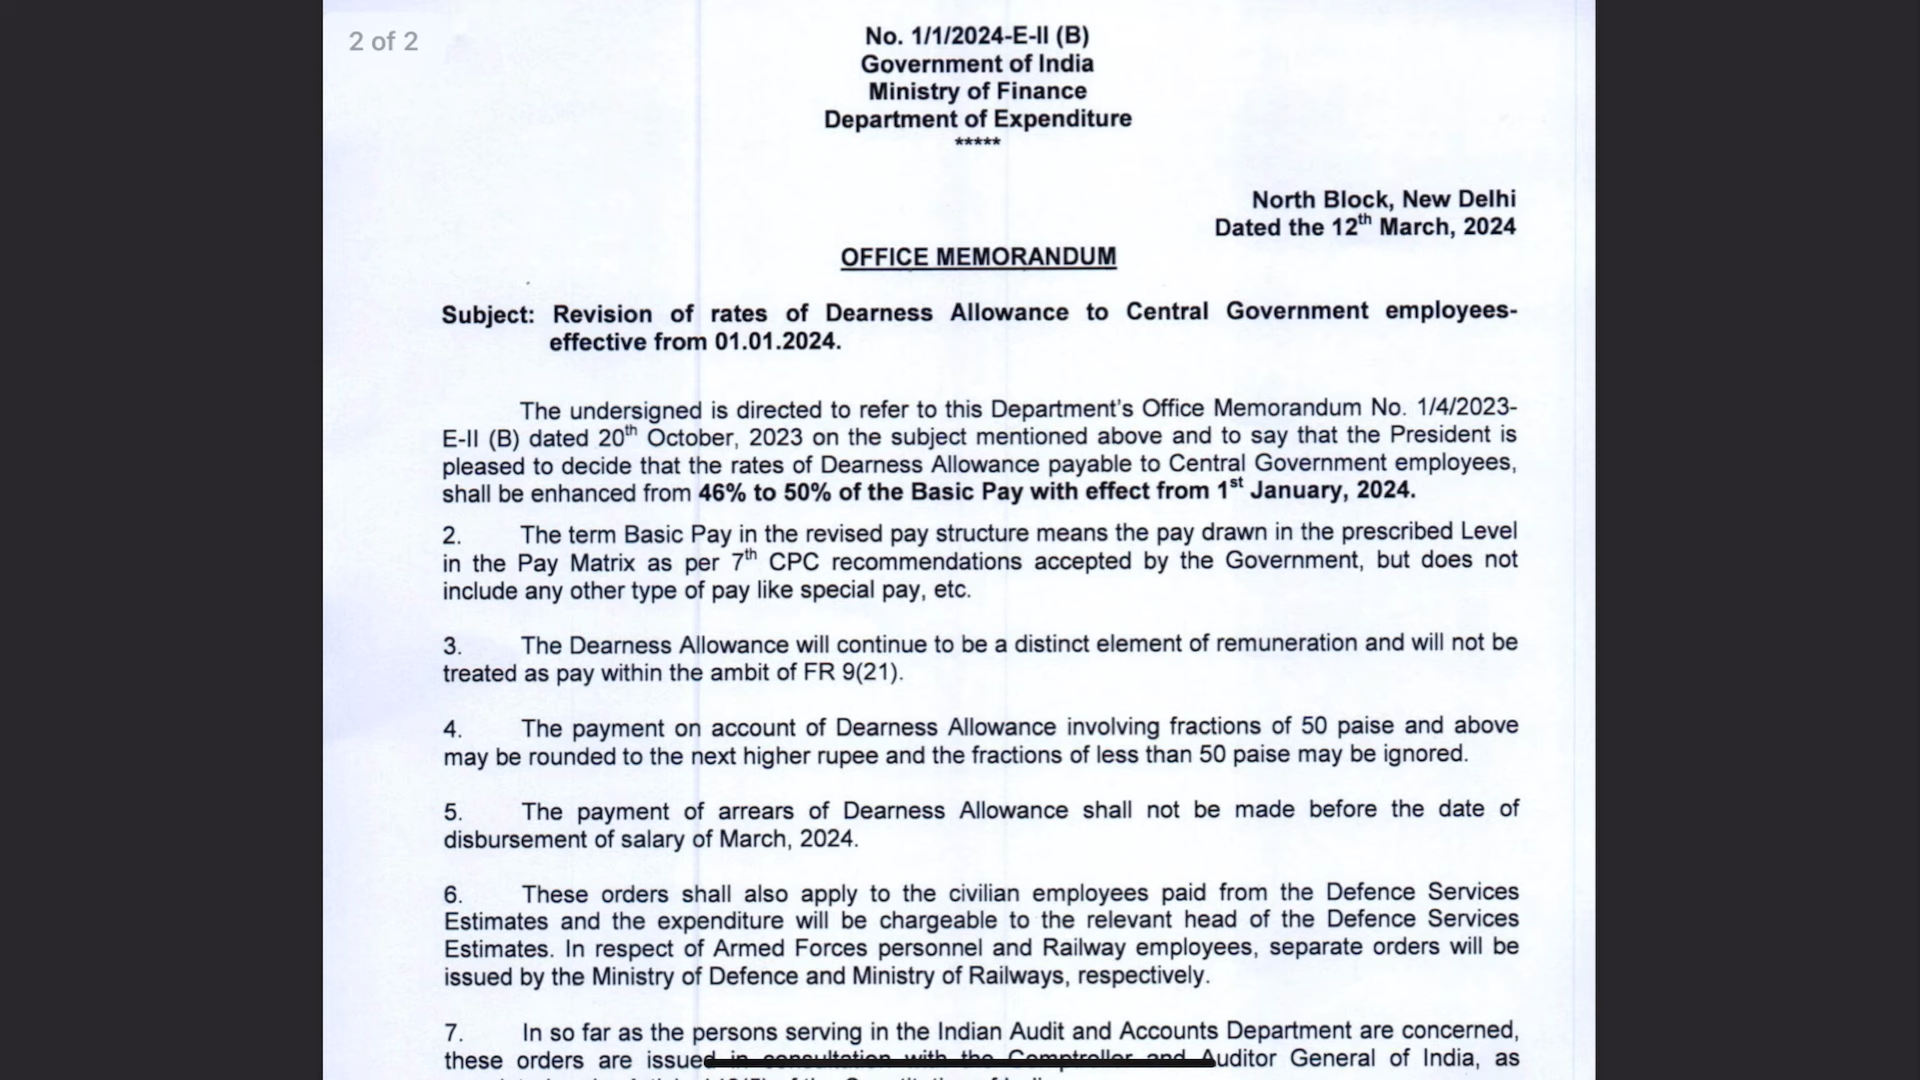 2 of 2
No. 1/1/2024-E-II (B)
Government of India
Ministry of Finance
Department of Expenditure
*****
North Block, New Delhi
Dated the 12th March, 2024
OFFICE MEMORANDUM
Subject: Revision of rates of Dearness Allowance to Central Government employees-
effective from 01.01.2024.
The undersigned is directed to refer to this Department's Office Memorandum No. 1/4/2023-
E-II (B) dated 20th October, 2023 on the subject mentioned above and to say that the President is
pleased to decide that the rates of Dearness Allowance payable to Central Government employees,
shall be enhanced from 46% to 50% of the Basic Pay with effect from 1st January, 2024.
2. The term Basic Pay in the revised pay structure means the pay drawn in the prescribed Level
in the Pay Matrix as per 7th CPC recommendations accepted by the Government, but does not
include any other type of pay like special pay, etc.
3. The Dearness Allowance will continue to be a distinct element of remuneration and will not be
treated as pay within the ambit of FR 9(21).
4. The payment on account of Dearness Allowance involving fractions of 50 paise and above
may be rounded to the next higher rupee and the fractions of less than 50 paise may be ignored.
5. The payment of arrears of Dearness Allowance shall not be made before the date of
disbursement of salary of March, 2024.
6. These orders shall also apply to the civilian employees paid from the Defence Services
Estimates and the expenditure will be chargeable to the relevant head of the Defence Services
Estimates. In respect of Armed Forces personnel and Railway employees, separate orders will be
issued by the Ministry of Defence and Ministry of Railways, respectively.
7. In so far as the persons serving in the Indian Audit and Accounts Department are concerned,
these orders are issued in consultation with the Comptroller and Auditor General of India, as